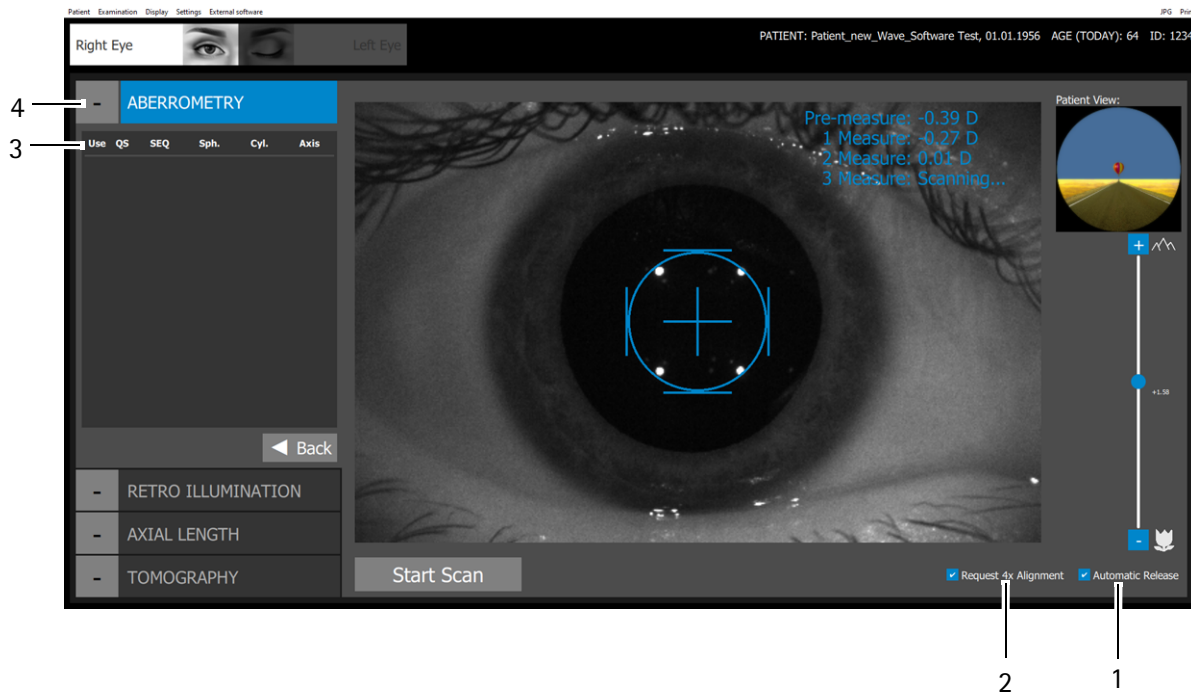 Patient Examination Display Settings External software JPG Prin
Right Eye Left Eye PATIENT: Patient_new_Wave_Software Test, 01.01.1956 AGE (TODAY): 64 ID: 1234
4 - ABERROMETRY
Patient View:
3 Use QS SEQ Sph. Cyl. Axis
Pre-measure: -0.39 D
1 Measure: -0.27 D
2 Measure: 0.01 D
3 Measure: Scanning...
+
+1.58
◀ Back
- RETRO ILLUMINATION
- AXIAL LENGTH
-
- TOMOGRAPHY
Start Scan
Request 4x Alignment Automatic Release
2 1